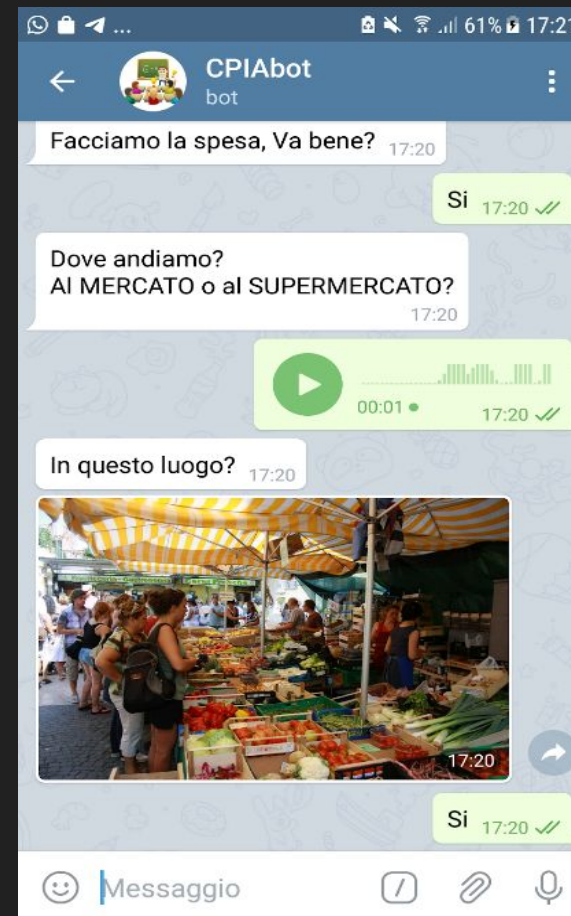 ... 61% 17:21
CPIAbot
bot
Facciamo la spesa, Va bene? 17:20
Si 17:20
Dove andiamo?
Al MERCATO o al SUPERMERCATO?
17:20
00:01 17:20
In questo luogo? 17:20
17:20
Si 17:20
Messaggio